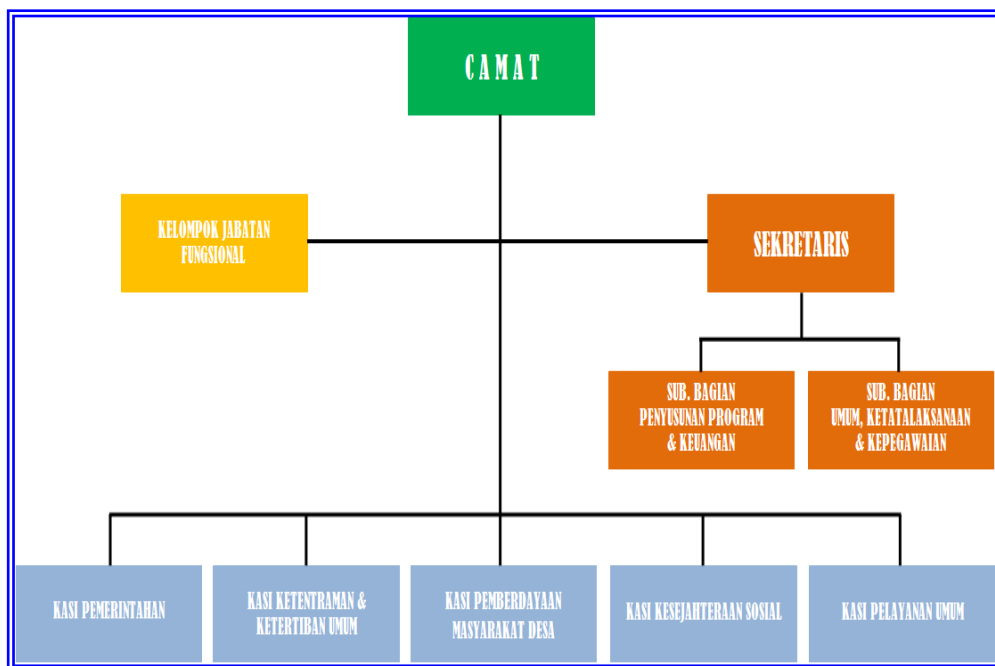 C A M A T
KELOMPOK JABATAN
FUNGSIONAL
SEKRETARIS
SUB. BAGIAN
PENYUSUNAN PROGRAM
& KEUANGAN
SUB. BAGIAN
UMUM, KETATALAKSANAAN
& KEPEGAWAIAN
KASI PEMERINTAHAN
KASI KETENTRAMAN &
KETERTIBAN UMUM
KASI PEMBERDAYAAN
MASYARAKAT DESA
KASI KESEJAHTERAAN SOSIAL
KASI PELAYANAN UMUM